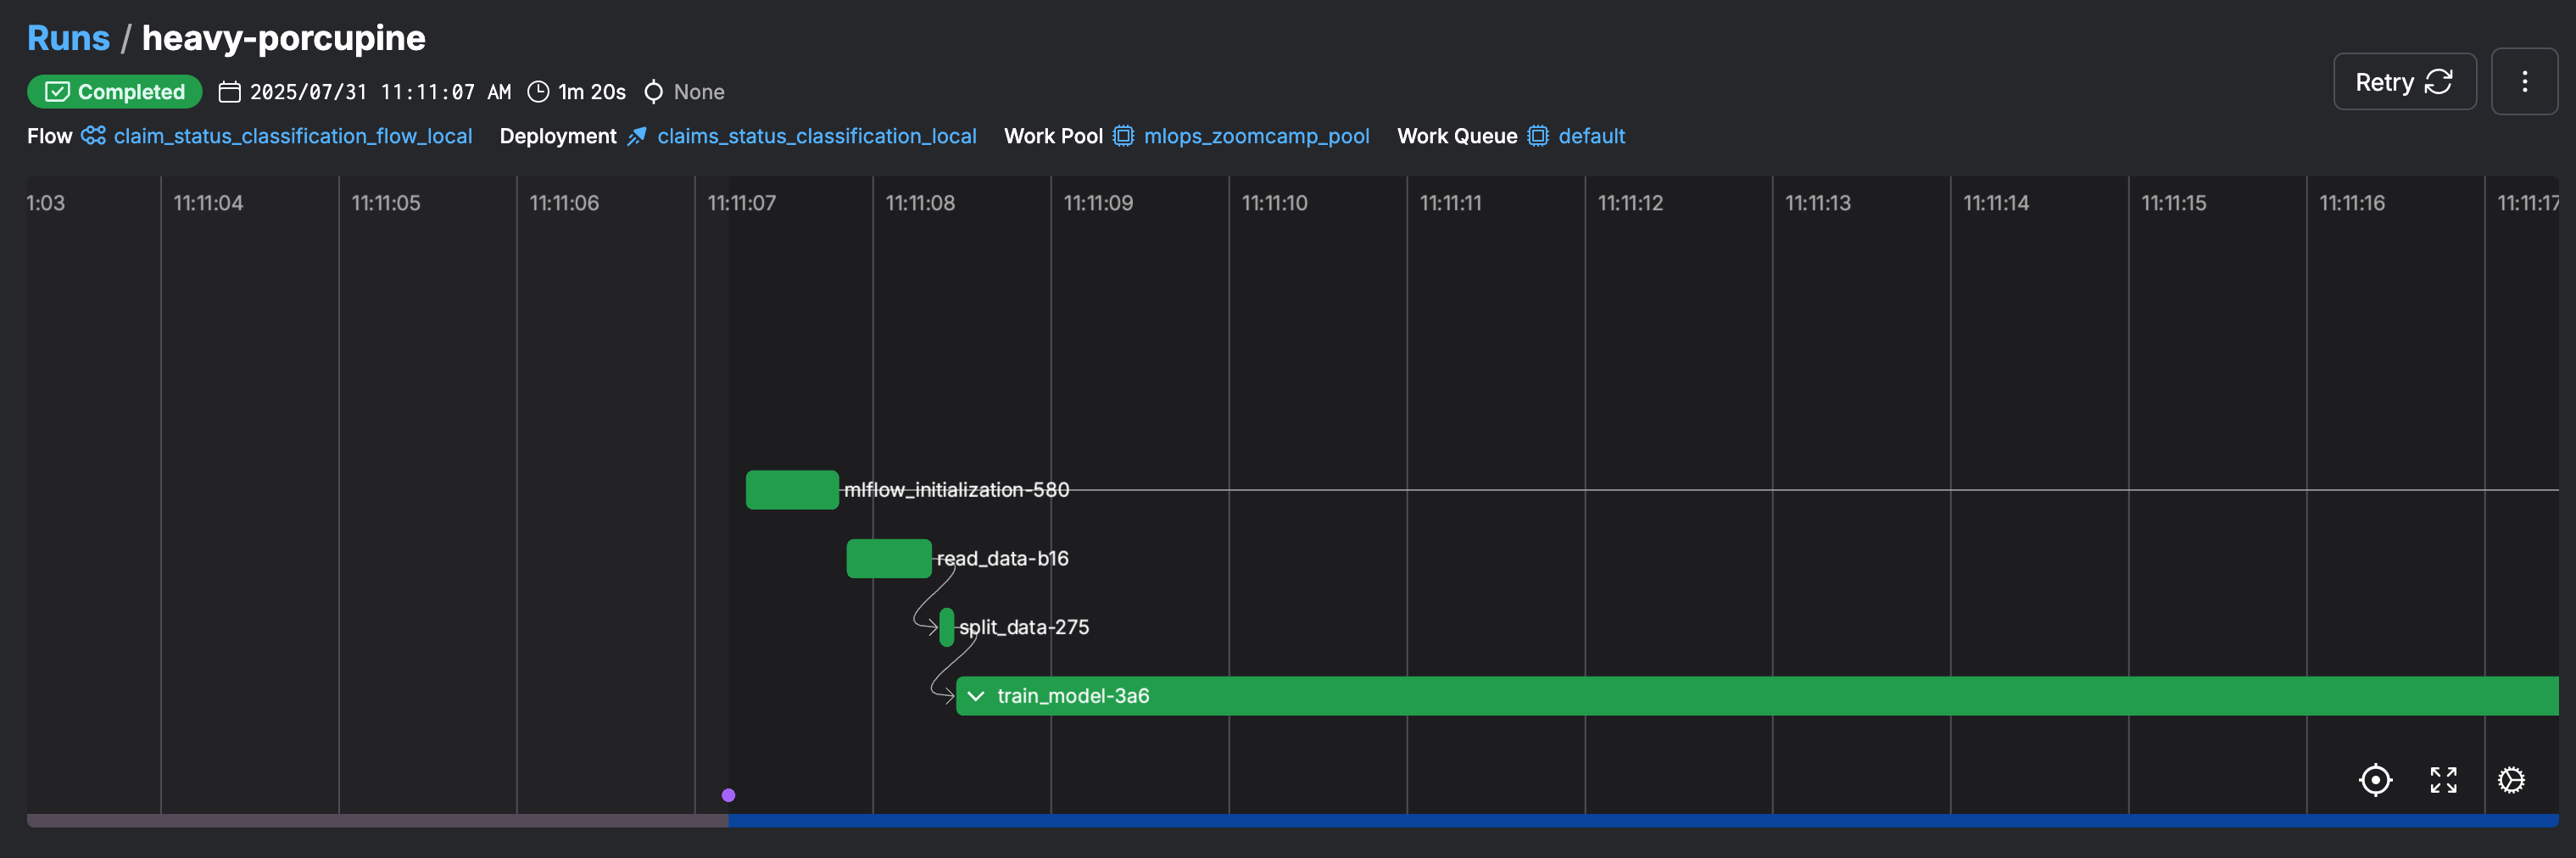 Runs / heavy-porcupine
Completed 2025/07/31 11:11:07 AM 1m 20s None
Retry
Flow claim_status_classification_flow_local Deployment claims_status_classification_local Work Pool mlops_zoomcamp_pool Work Queue default
1:03 11:11:04 11:11:05 11:11:06 11:11:07 11:11:08 11:11:09 11:11:10 11:11:11 11:11:12 11:11:13 11:11:14 11:11:15 11:11:16 11:11:17
mlflow_initialization-580
read_data-b16
split_data-275
train_model-3a6